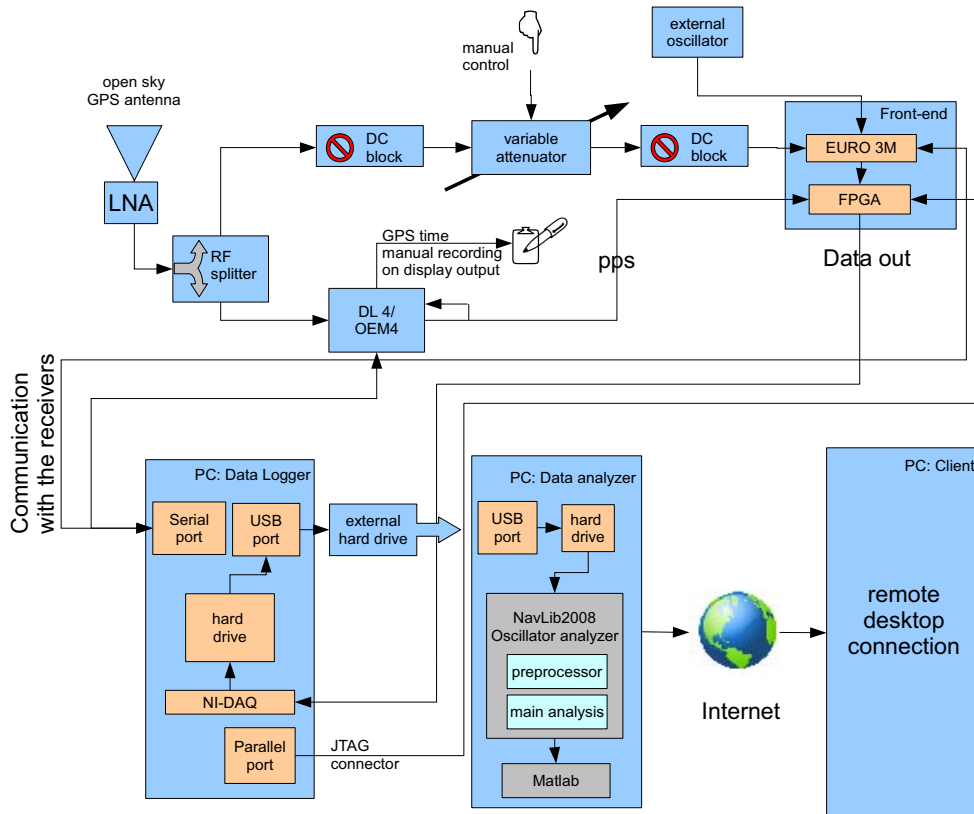 open sky
GPS antenna
LNA
RF
splitter
DC
block
manual
control
variable
attenuator
DC
block
external
oscillator
Front-end
EURO 3M
FPGA
Data out
GPS time
manual recording
on display output
DL 4/
OEM4
pps
Communication
with the receivers
PC: Data Logger
Serial
port
USB
port
hard
drive
NI-DAQ
Parallel
port
JTAG
connector
external
hard drive
PC: Data analyzer
USB
port
hard
drive
NavLib2008
Oscillator analyzer
preprocessor
main analysis
Matlab
Internet
PC: Client
remote
desktop
connection